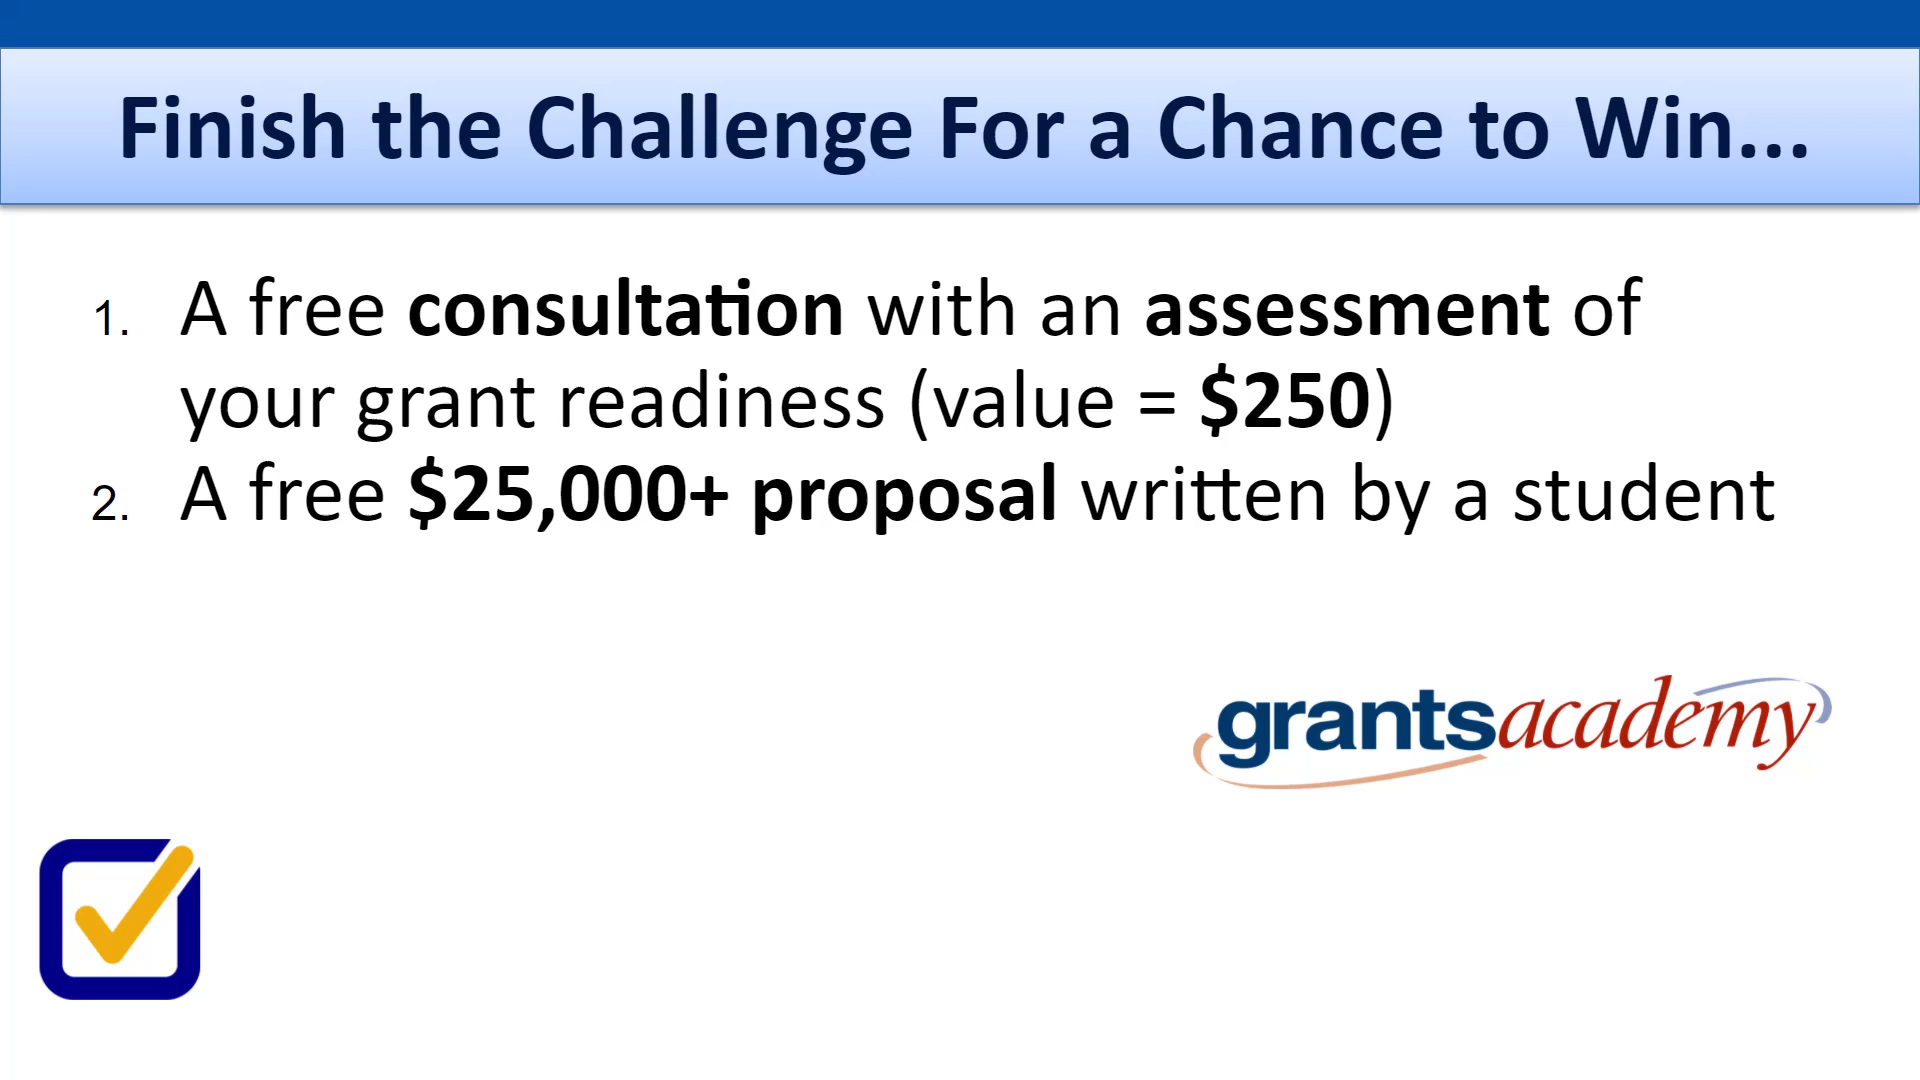 Finish the Challenge For a Chance to Win...
1. A free consultation with an assessment of
your grant readiness (value = $250)
2. A free $25,000+ proposal written by a student
grantsacademy